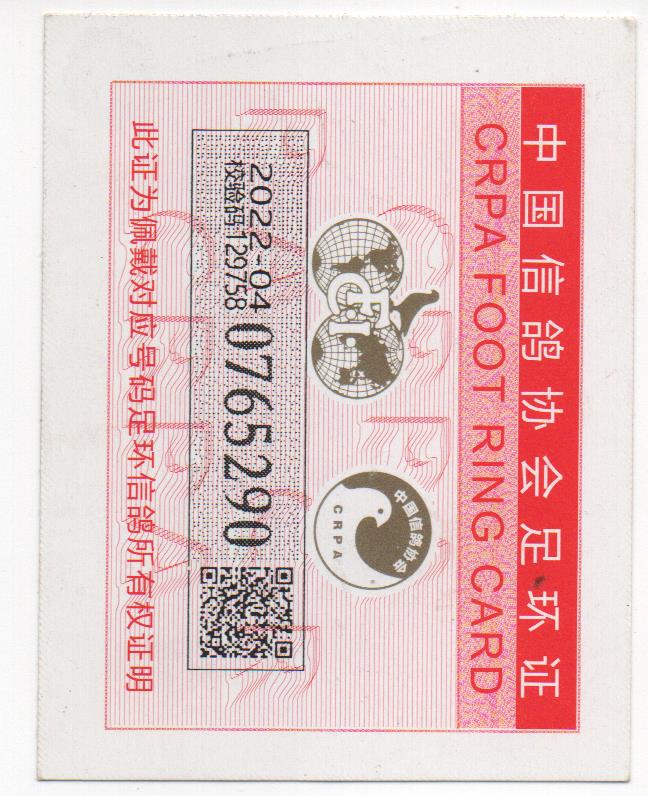 中国信鸽协会足环证
CRPA FOOT RING CARD
FCI
中国信鸽协会
CRPA
2022-04 0765290
校验码129758
此证为佩戴对应号码足环信鸽所有权证明